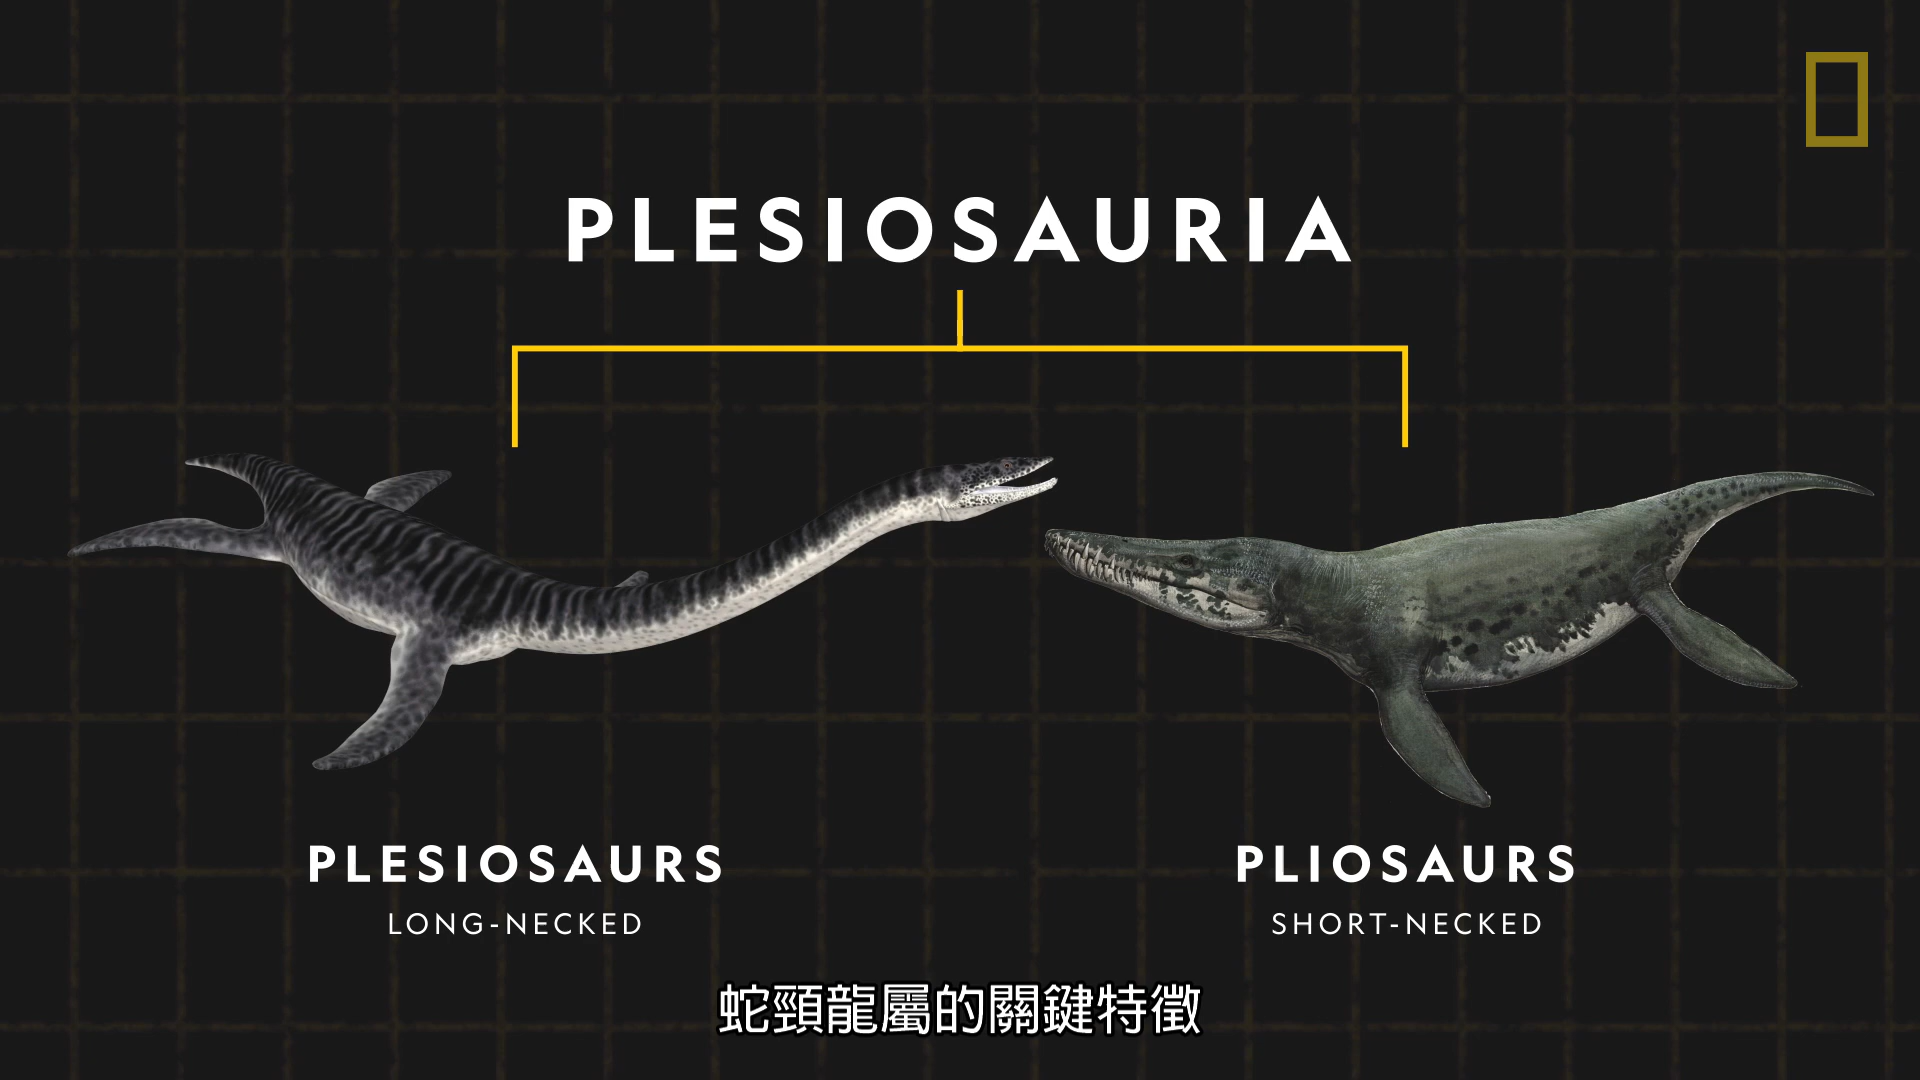 PLESIOSAURIA
PLESIOSAURS
LONG-NECKED
PLIOSAURS
SHORT-NECKED
蛇頸龍屬的關鍵特徵